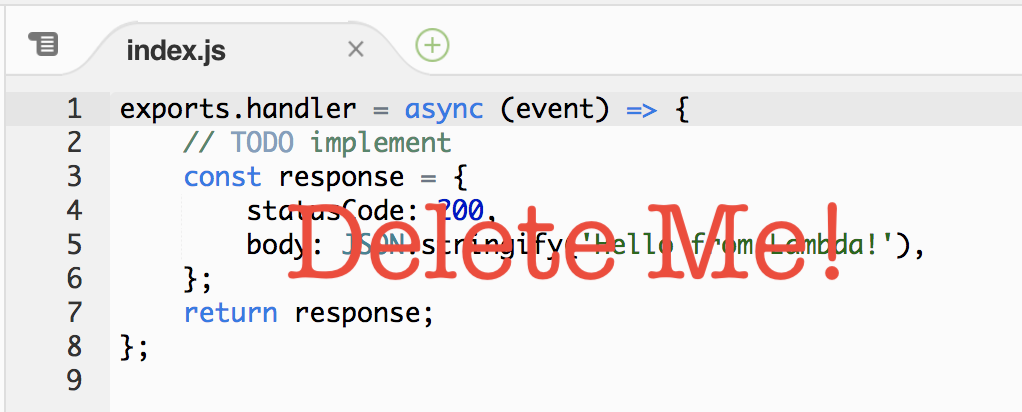 index.js
1 exports.handler = async (event) => {
2     // TODO implement
3     const response = {
4         statusCode: 200,
5         body: JSON.stringify('Hello from Lambda!'),
6     };
7     return response;
8 };
9
Delete Me!